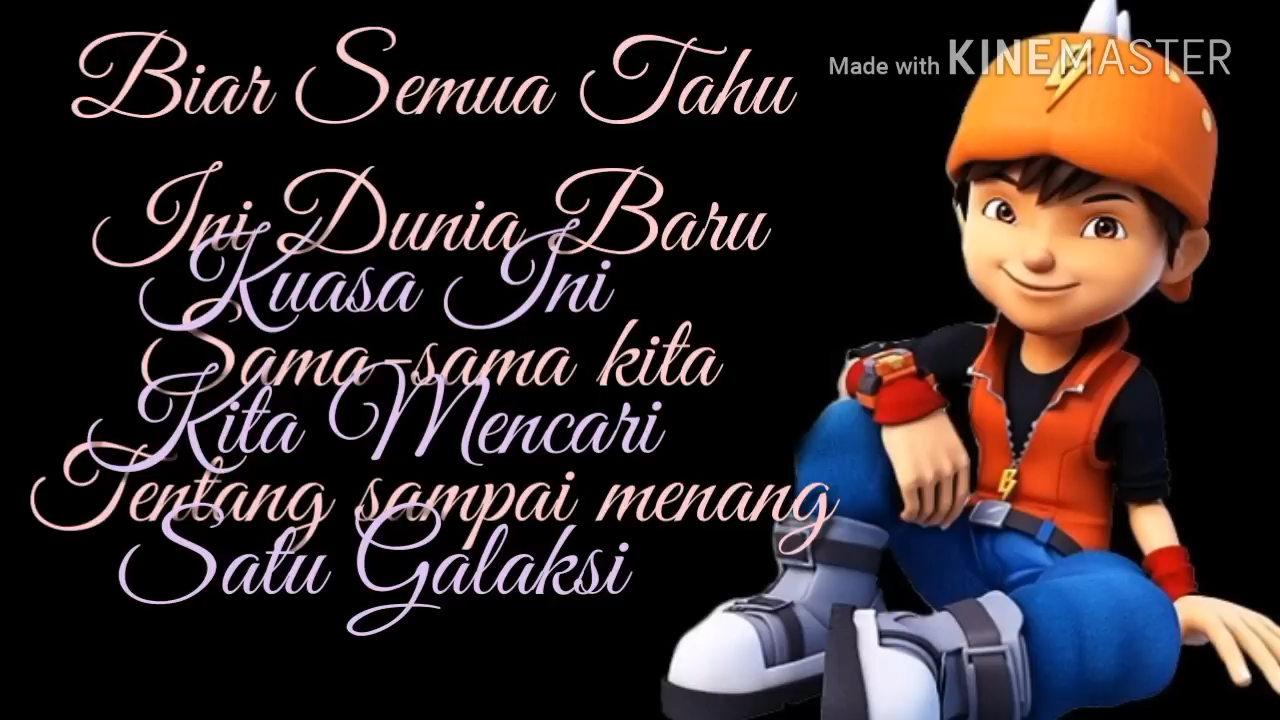 Biar Semua Tahu
Made with KINEMASTER
Ini Dunia Baru
Kuasa Ini
Sama-sama kita
Kita Mencari
Tentang sampai menang
Satu Galaksi